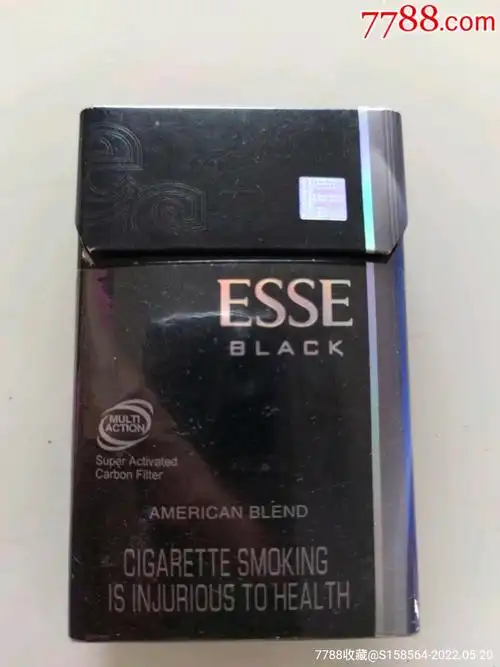 7788.com
ESSE
BLACK
MULTI
ACTION
Super Activated
Carbon Filter
AMERICAN BLEND
CIGARETTE SMOKING
IS INJURIOUS TO HEALTH
7788收藏@S158564-2022.05.20